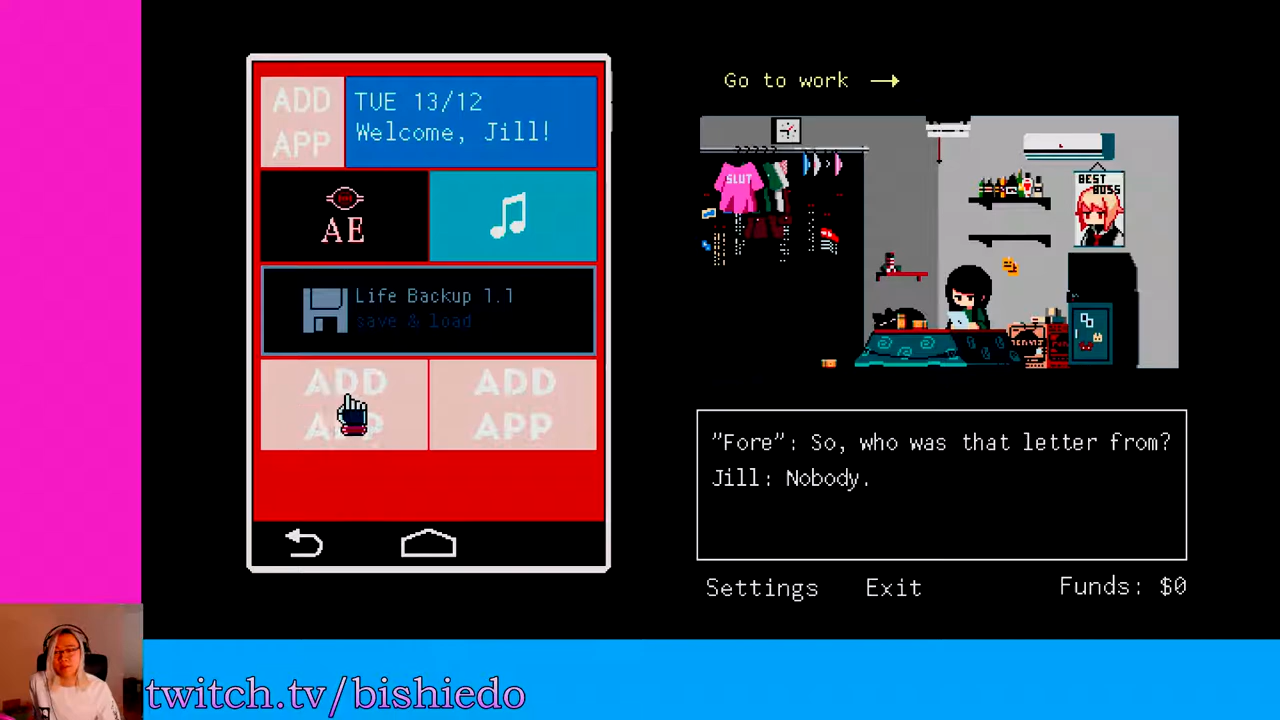 ADD
APP
TUE 13/12
Welcome, Jill!
AE
Life Backup 1.1
save & load
ADD
APP
ADD
APP
Go to work →
SLUT
BEST
BOSS
"Fore": So, who was that letter from?
Jill: Nobody.
Settings
Exit
Funds: $0
twitch.tv/bishiedo